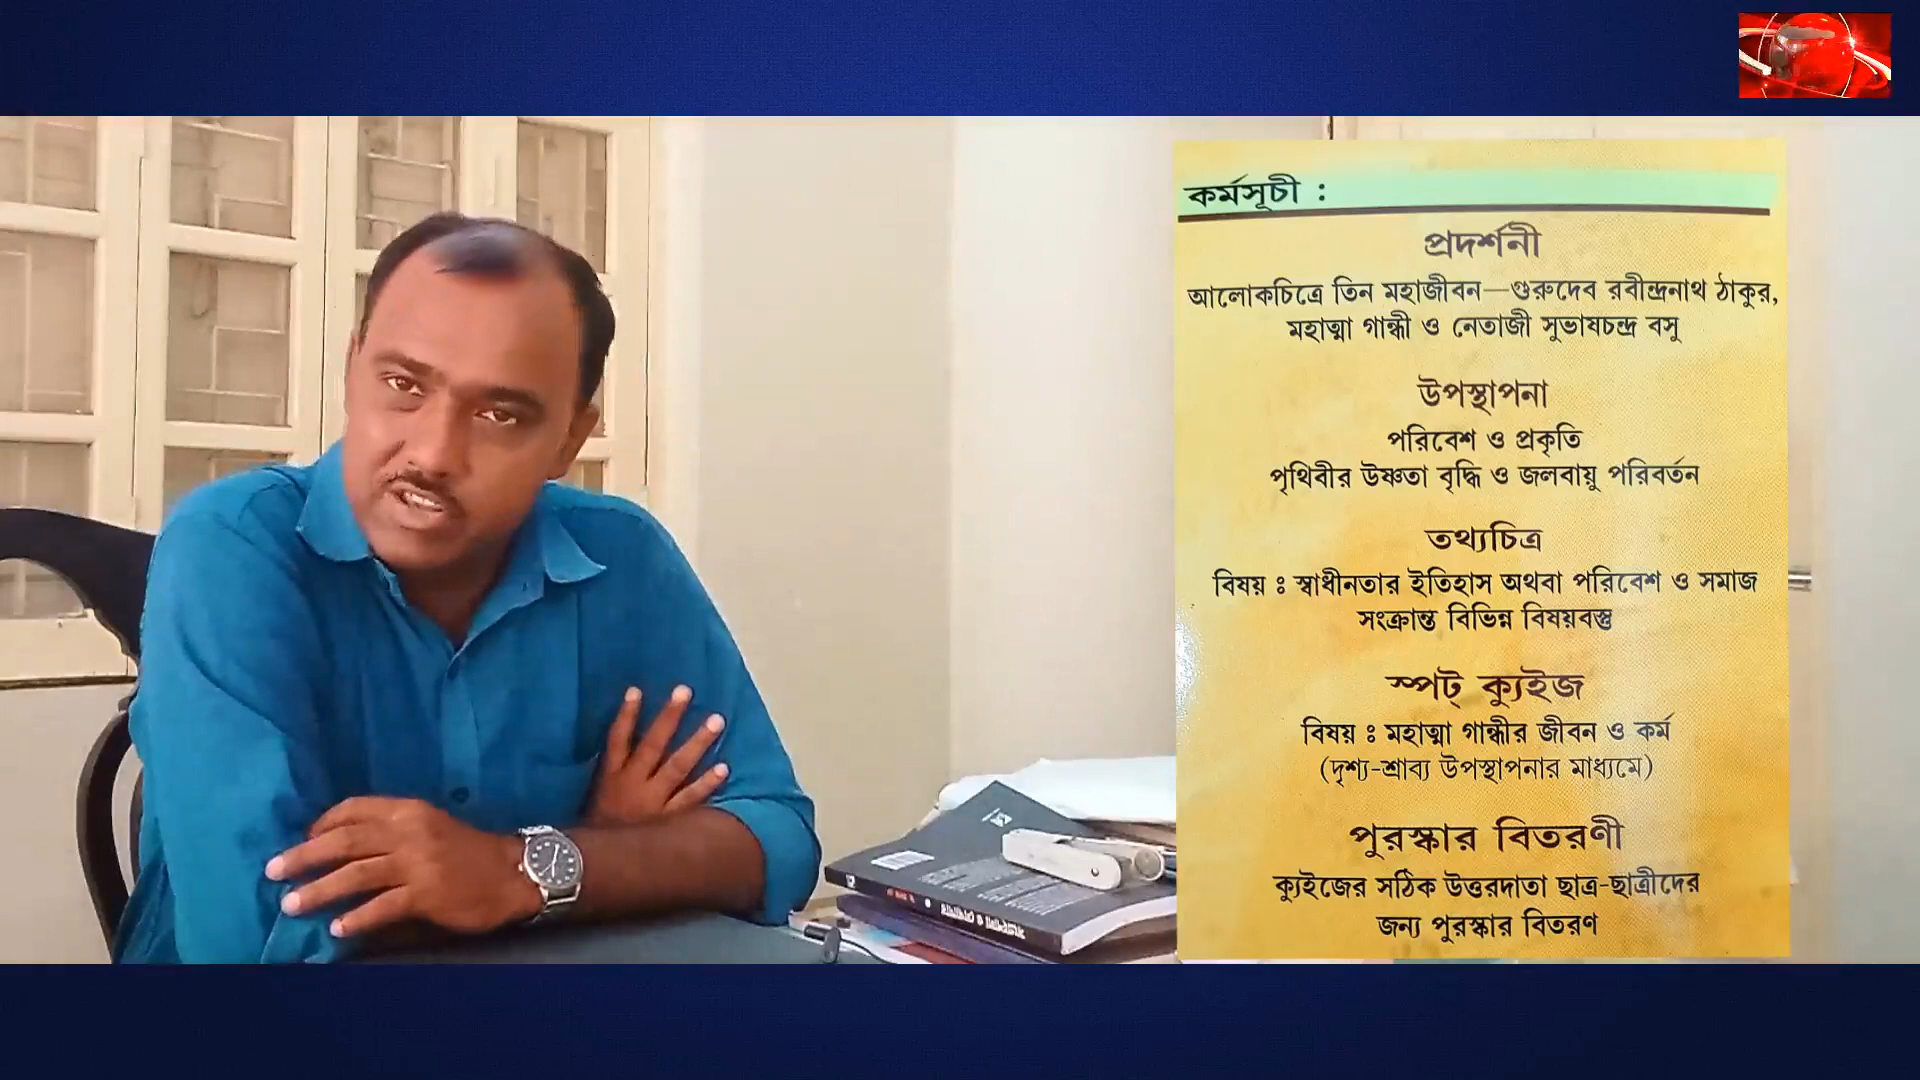 কর্মসূচী :
প্রদর্শনী
আলোকচিত্রে তিন মহাজীবন—গুরুদেব রবীন্দ্রনাথ ঠাকুর,
মহাত্মা গান্ধী ও নেতাজী সুভাষচন্দ্র বসু
উপস্থাপনা
পরিবেশ ও প্রকৃতি
পৃথিবীর উষ্ণতা বৃদ্ধি ও জলবায়ু পরিবর্তন
তথ্যচিত্র
বিষয় ঃ স্বাধীনতার ইতিহাস অথবা পরিবেশ ও সমাজ
সংক্রান্ত বিভিন্ন বিষয়বস্তু
স্পট্ ক্যুইজ
বিষয় ঃ মহাত্মা গান্ধীর জীবন ও কর্ম
(দৃশ্য-শ্রাব্য উপস্থাপনার মাধ্যমে)
পুরস্কার বিতরণী
ক্যুইজের সঠিক উত্তরদাতা ছাত্র-ছাত্রীদের
জন্য পুরস্কার বিতরণ